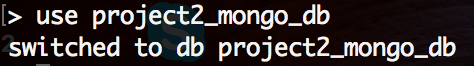 [> use project2_mongo_db
switched to db project2_mongo_db